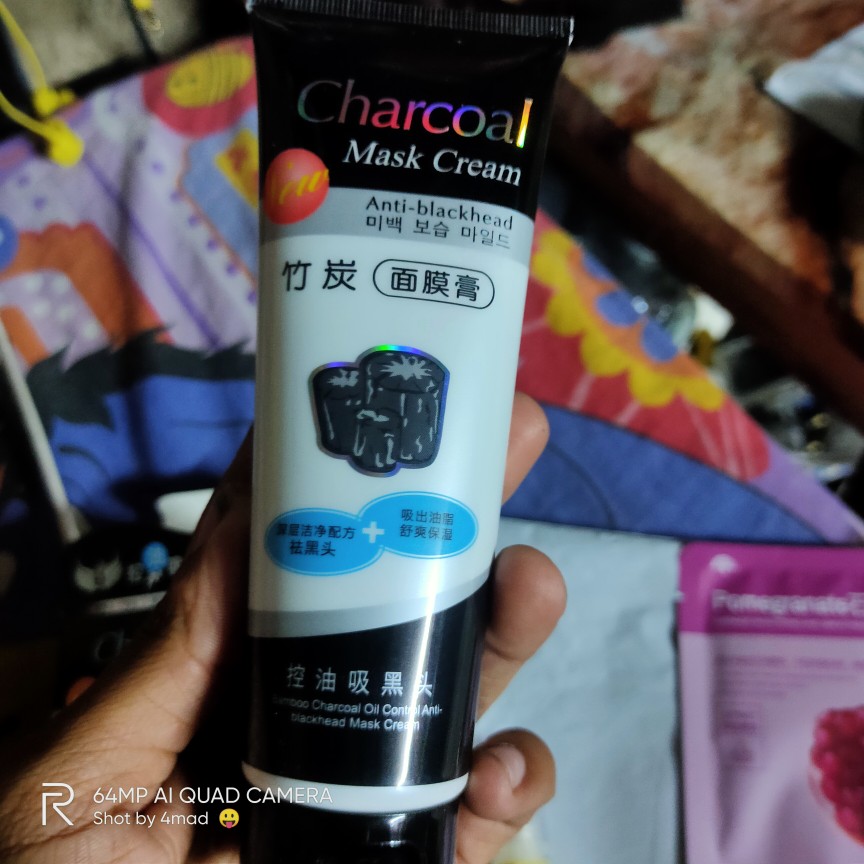 Charcoal
Mask Cream
New
Anti-blackhead
미백 보습 마일드
竹炭 面膜膏
层洁净配方
祛黑头
+
吸出油脂
舒爽保湿
控油吸黑头
Bamboo Charcoal Oil Control Anti-
blackhead Mask Cream
Pomegranate
64MP AI QUAD CAMERA
Shot by 4mad 😛